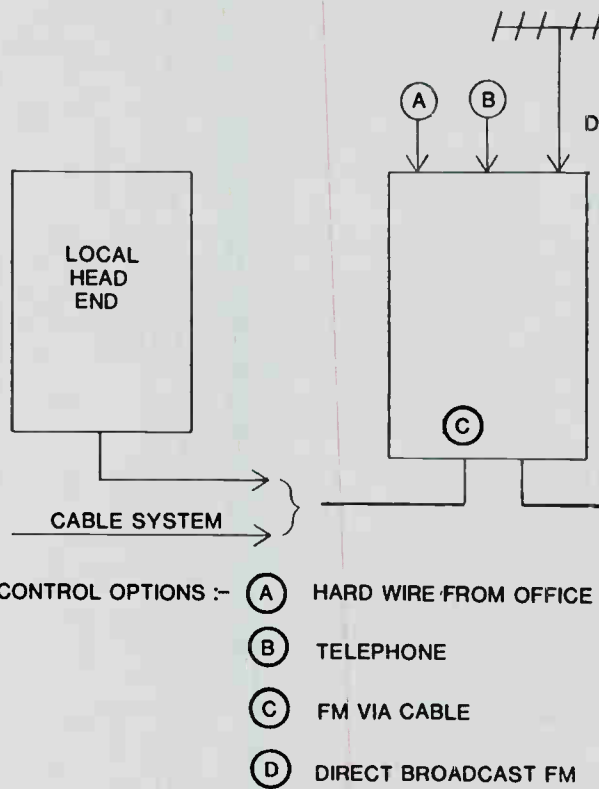 A
B
D
LOCAL
HEAD
END
C
CABLE SYSTEM
CONTROL OPTIONS :- A HARD WIRE FROM OFFICE
B TELEPHONE
C FM VIA CABLE
D DIRECT BROADCAST FM